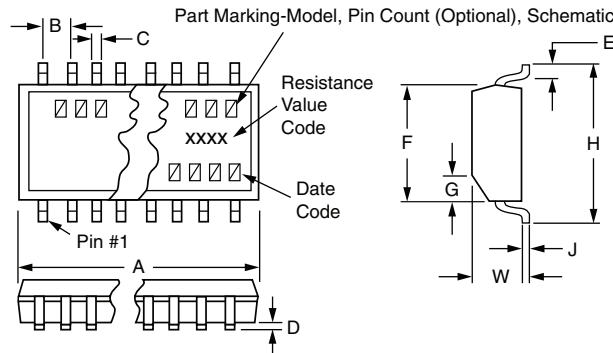 Part Marking-Model, Pin Count (Optional), Schematic
B
C
E
Resistance
Value
Code
XXXX
F
H
G
Date
Code
Pin #1
J
A
W
D